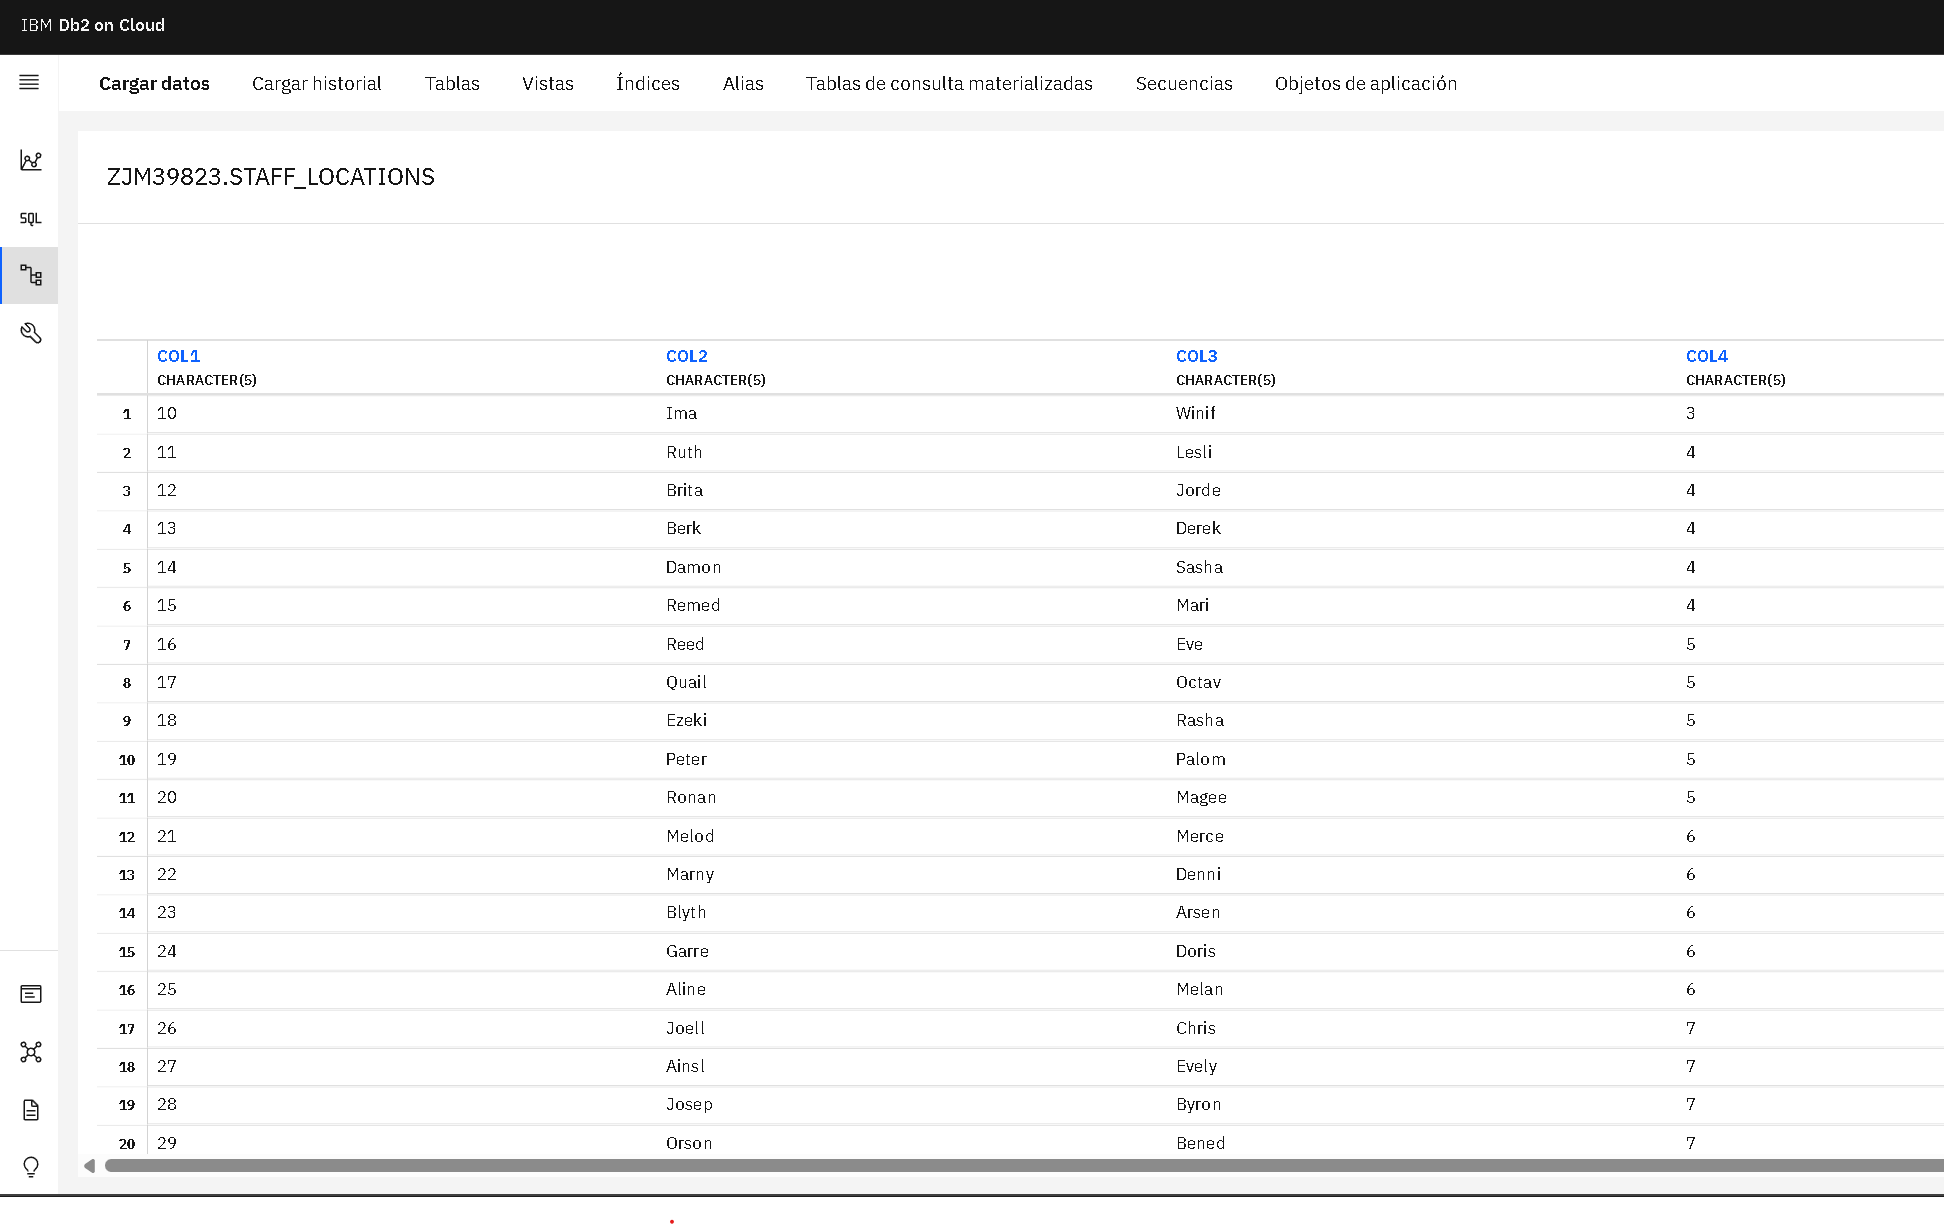 IBM Db2 on Cloud
Cargar datos Cargar historial Tablas Vistas Índices Alias Tablas de consulta materializadas Secuencias Objetos de aplicación
SQL
ZJM39823.STAFF_LOCATIONS
COL1 COL2 COL3 COL4
CHARACTER(5) CHARACTER(5) CHARACTER(5) CHARACTER(5)
1 10 Ima Winif 3
2 11 Ruth Lesli 4
3 12 Brita Jorde 4
4 13 Berk Derek 4
5 14 Damon Sasha 4
6 15 Remed Mari 4
7 16 Reed Eve 5
8 17 Quail Octav 5
9 18 Ezeki Rasha 5
10 19 Peter Palom 5
11 20 Ronan Magee 5
12 21 Melod Merce 6
13 22 Marny Denni 6
14 23 Blyth Arsen 6
15 24 Garre Doris 6
16 25 Aline Melan 6
17 26 Joell Chris 7
18 27 Ainsl Evely 7
19 28 Josep Byron 7
20 29 Orson Bened 7